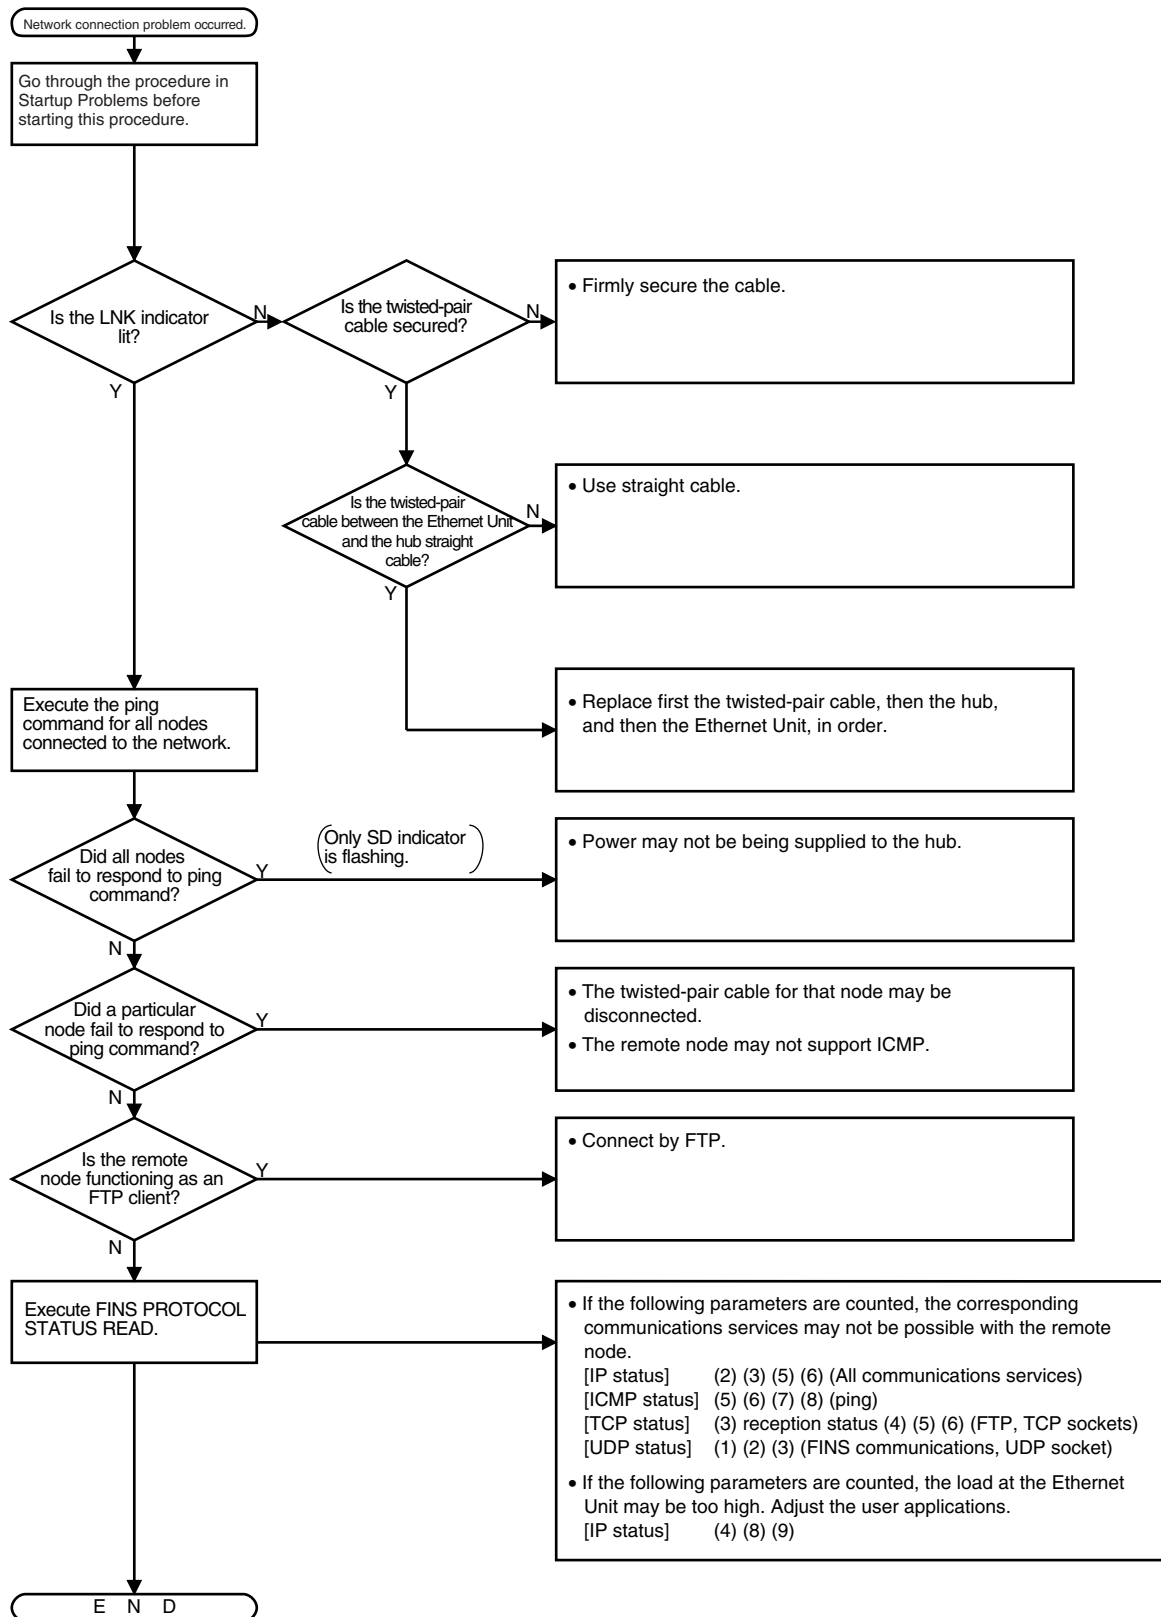 Network connection problem occurred.
Go through the procedure in
Startup Problems before
starting this procedure.
Is the LNK indicator
lit?
N
Y
Is the twisted-pair
cable secured?
N
Y
• Firmly secure the cable.
Is the twisted-pair
cable between the Ethernet Unit
and the hub straight
cable?
N
Y
• Use straight cable.
• Replace first the twisted-pair cable, then the hub,
and then the Ethernet Unit, in order.
Execute the ping
command for all nodes
connected to the network.
Did all nodes
fail to respond to ping
command?
Y
N
(Only SD indicator
is flashing.)
• Power may not be being supplied to the hub.
Did a particular
node fail to respond to
ping command?
Y
N
• The twisted-pair cable for that node may be
disconnected.
• The remote node may not support ICMP.
Is the remote
node functioning as an
FTP client?
Y
N
• Connect by FTP.
Execute FINS PROTOCOL
STATUS READ.
• If the following parameters are counted, the corresponding
communications services may not be possible with the remote
node.
[IP status] (2) (3) (5) (6) (All communications services)
[ICMP status] (5) (6) (7) (8) (ping)
[TCP status] (3) reception status (4) (5) (6) (FTP, TCP sockets)
[UDP status] (1) (2) (3) (FINS communications, UDP socket)
• If the following parameters are counted, the load at the Ethernet
Unit may be too high. Adjust the user applications.
[IP status] (4) (8) (9)
E N D